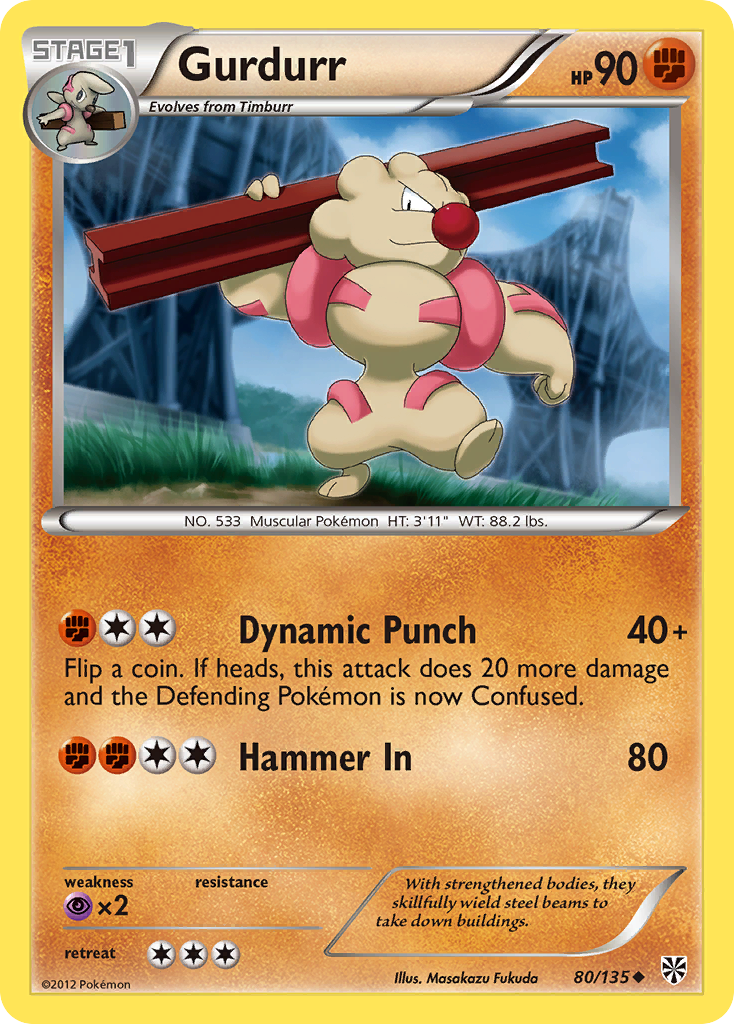 STAGE1
Gurdurr
HP 90
Evolves from Timburr
NO. 533 Muscular Pokémon HT: 3'11" WT: 88.2 lbs.
Dynamic Punch 40+
Flip a coin. If heads, this attack does 20 more damage
and the Defending Pokémon is now Confused.
Hammer In 80
weakness resistance
×2
With strengthened bodies, they
skillfully wield steel beams to
take down buildings.
retreat
©2012 Pokémon
Illus. Masakazu Fukuda
80/135